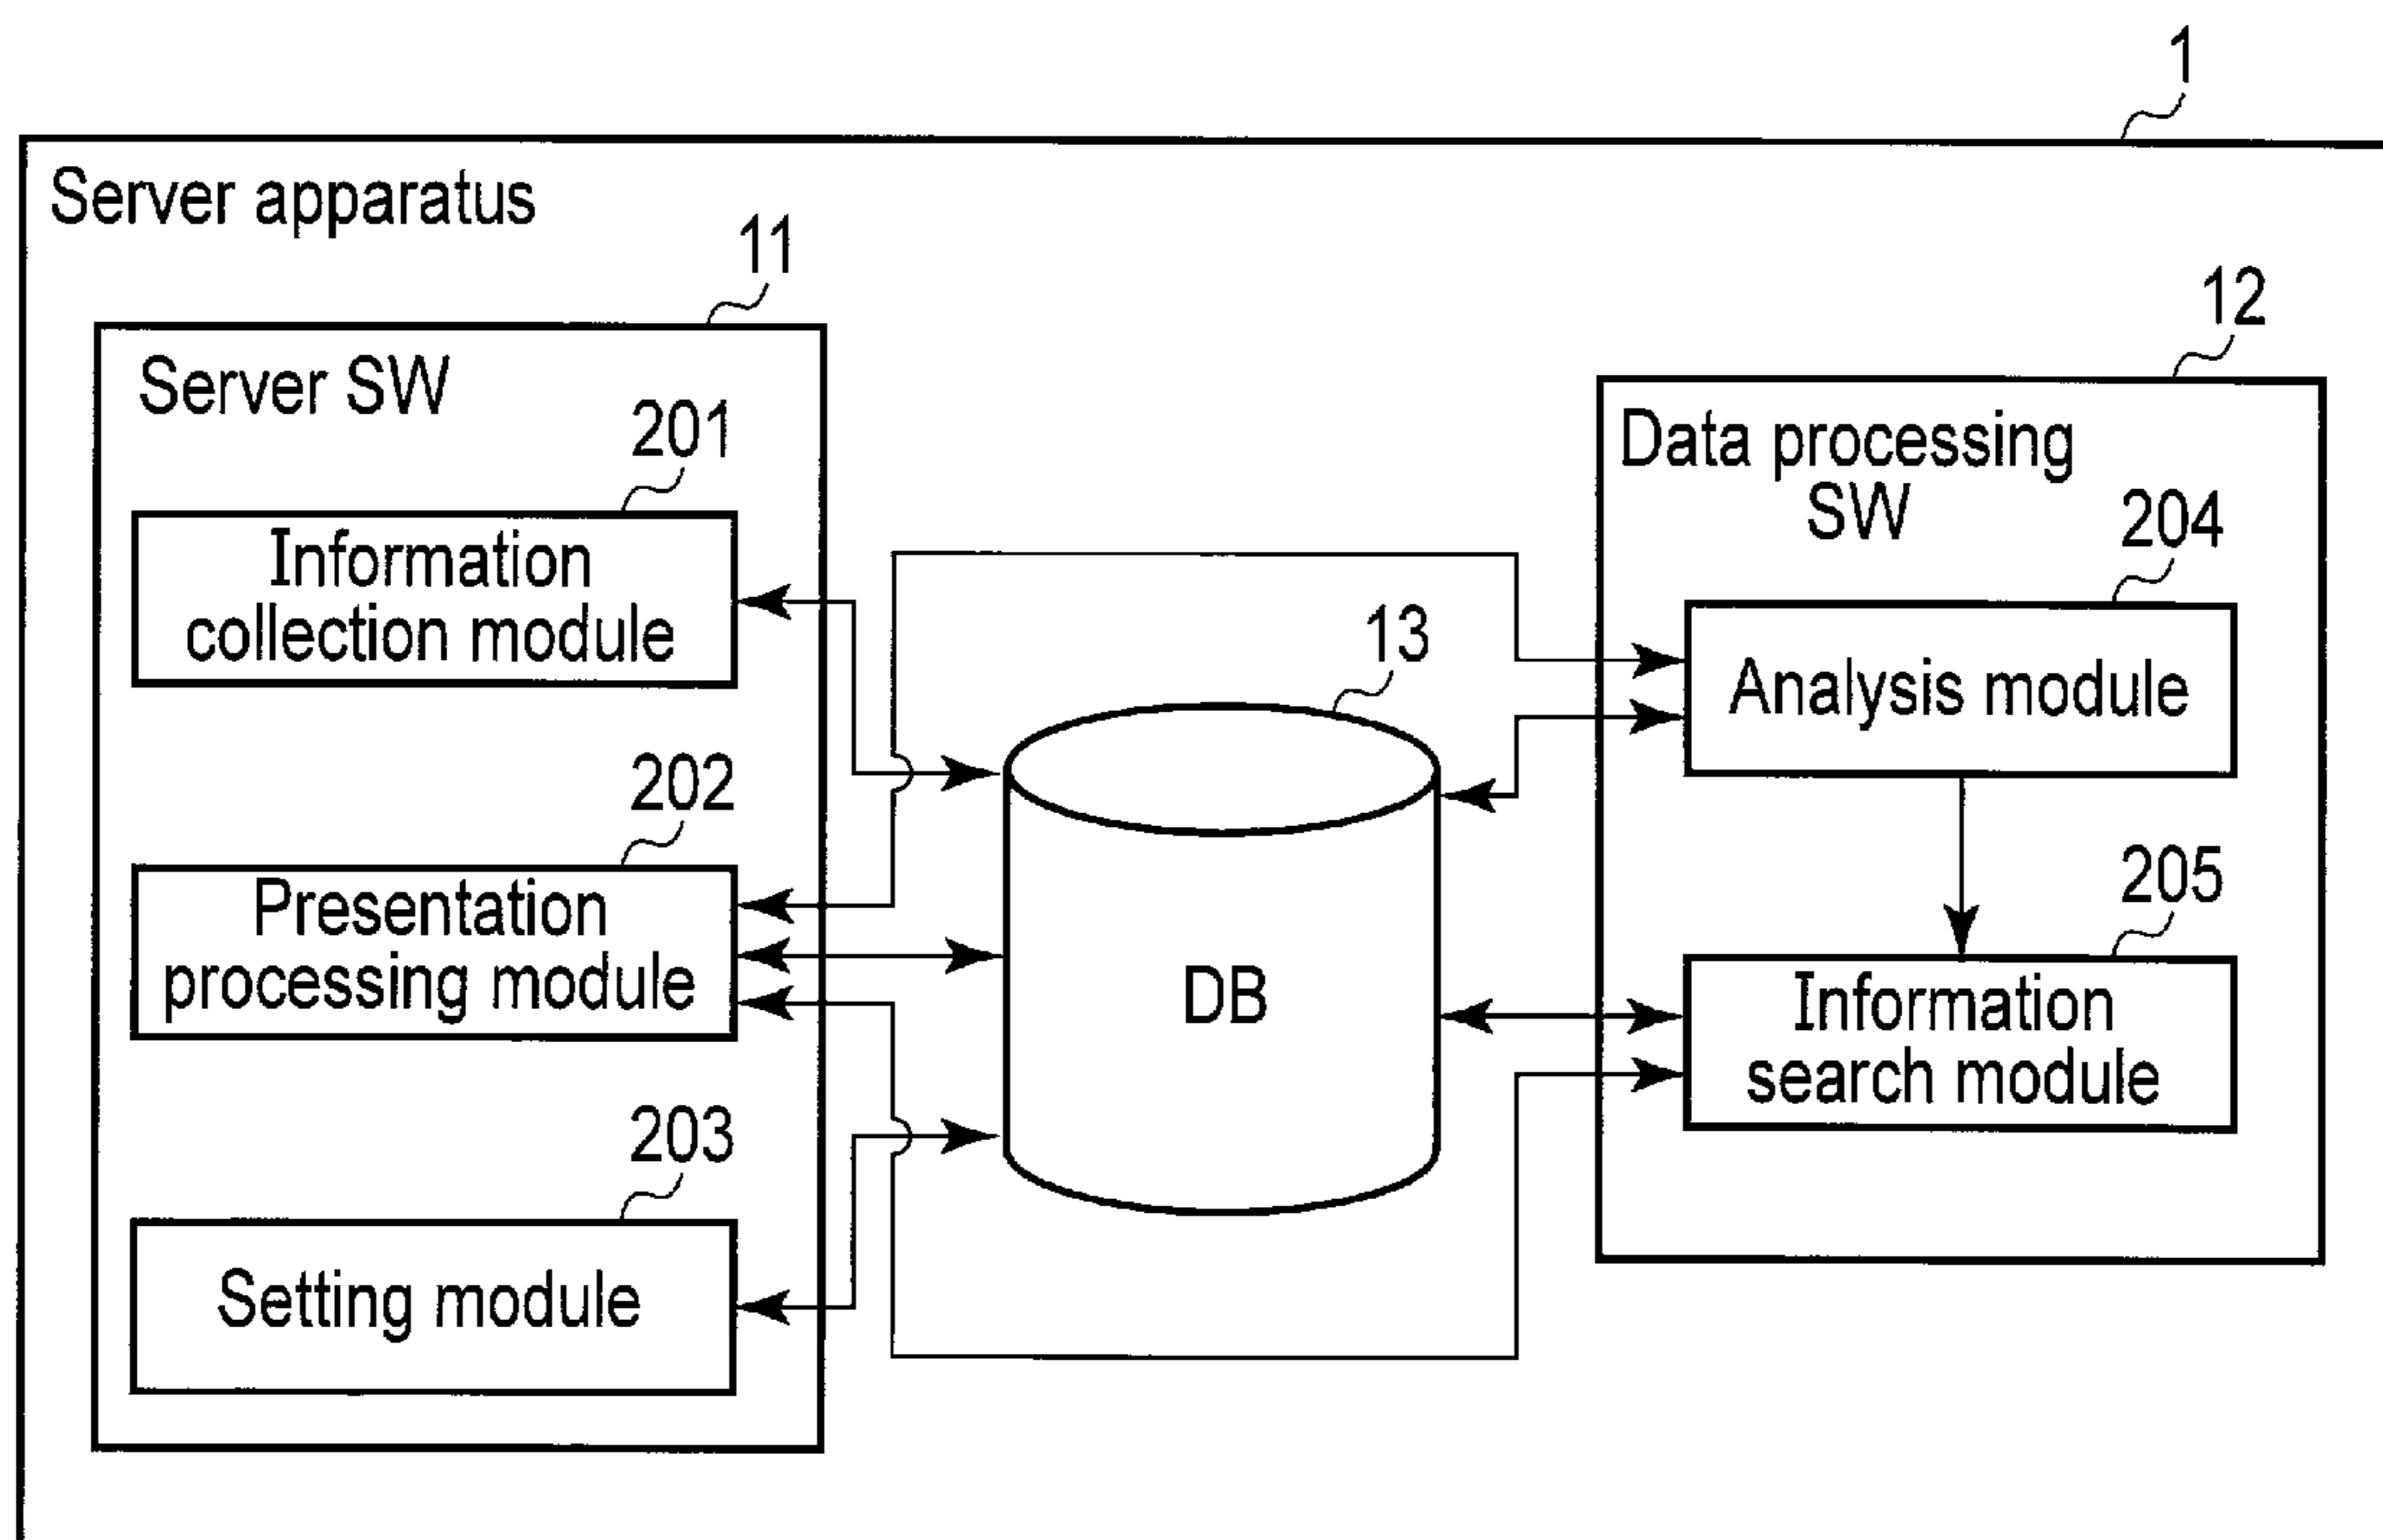 1
Server apparatus
11
Server SW
201
Information
collection module
202
Presentation
processing module
203
Setting module
13
DB
12
Data processing
SW
204
Analysis module
205
Information
search module